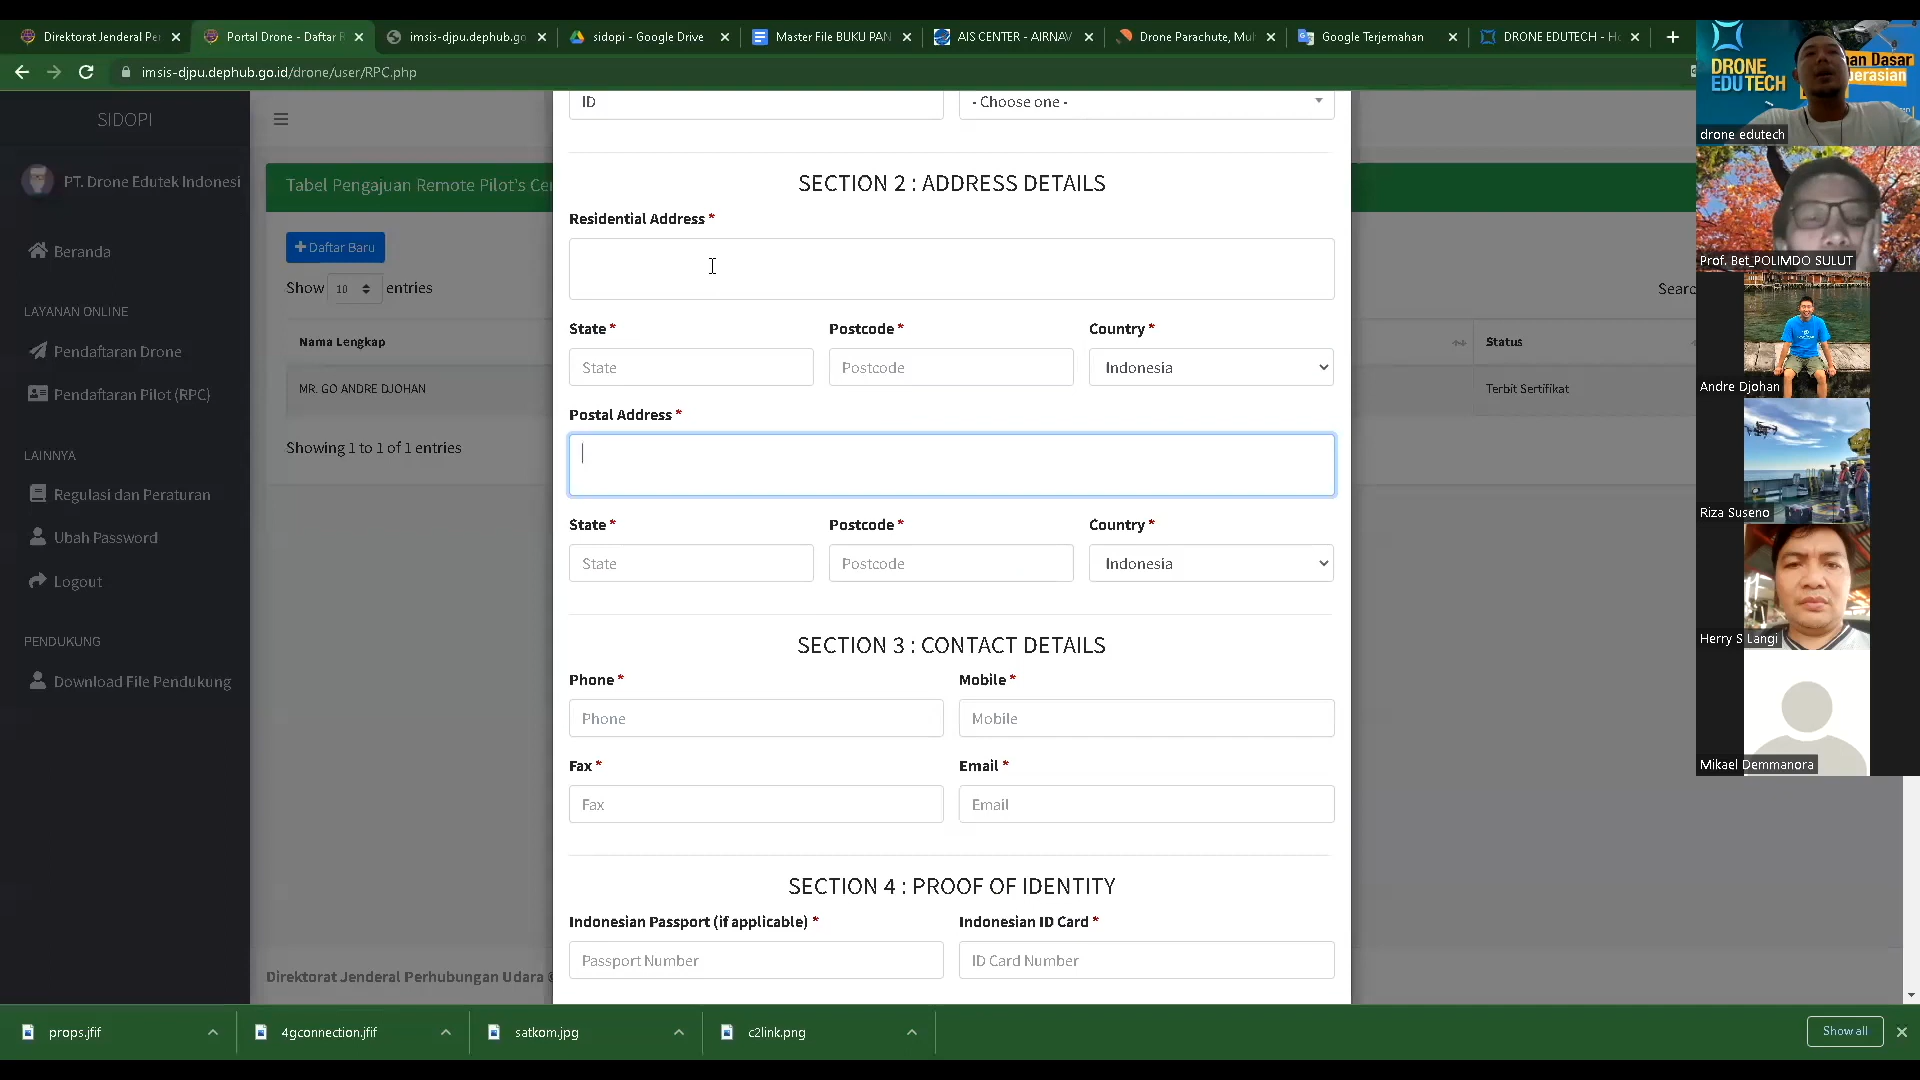 Direktorat Jenderal Per
Portal Drone - Daftar R
imsis-djpu.dephub.go
sidopi - Google Drive
Master File BUKU PAN
AIS CENTER - AIRNAV
Drone Parachute, Mul
Google Terjemahan
DRONE EDUTECH - Ho
imsis-djpu.dephub.go.id/drone/user/RPC.php
SIDOPI
PT. Drone Edutek Indonesi
Beranda
LAYANAN ONLINE
Pendaftaran Drone
Pendaftaran Pilot (RPC)
LAINNYA
Regulasi dan Peraturan
Ubah Password
Logout
PENDUKUNG
Download File Pendukung
Tabel Pengajuan Remote Pilot's Ce
+ Daftar Baru
Show 10 entries
Searc
Nama Lengkap
Status
MR. GO ANDRE DJOHAN
Terbit Sertifikat
Showing 1 to 1 of 1 entries
Direktorat Jenderal Perhubungan Udara ©
ID
- Choose one -
SECTION 2 : ADDRESS DETAILS
Residential Address *
State * Postcode * Country *
State Postcode Indonesia
Postal Address *
State * Postcode * Country *
State Postcode Indonesia
SECTION 3 : CONTACT DETAILS
Phone * Mobile *
Phone Mobile
Fax * Email *
Fax Email
SECTION 4 : PROOF OF IDENTITY
Indonesian Passport (if applicable) * Indonesian ID Card *
Passport Number ID Card Number
DRONE
EDUTECH
an Dasar
erasian
drone edutech
Prof. Bet_POLIMDO SULUT
Andre Djohan
Riza Suseno
Herry S Langi
Mikael Demmanora
props.jfif
4gconnection.jfif
satkom.jpg
c2link.png
Show all